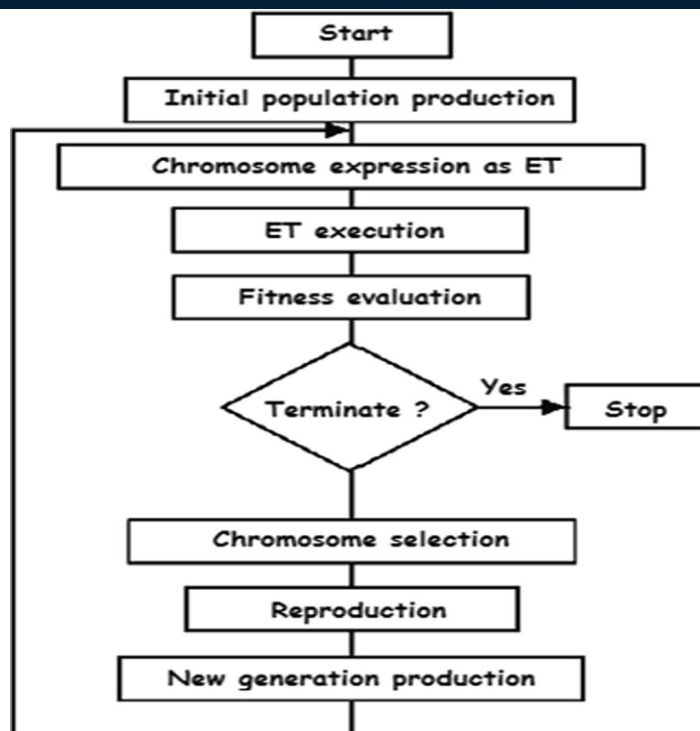 Start
Initial population production
Chromosome expression as ET
ET execution
Fitness evaluation
Terminate ?
Yes
Stop
Chromosome selection
Reproduction
New generation production